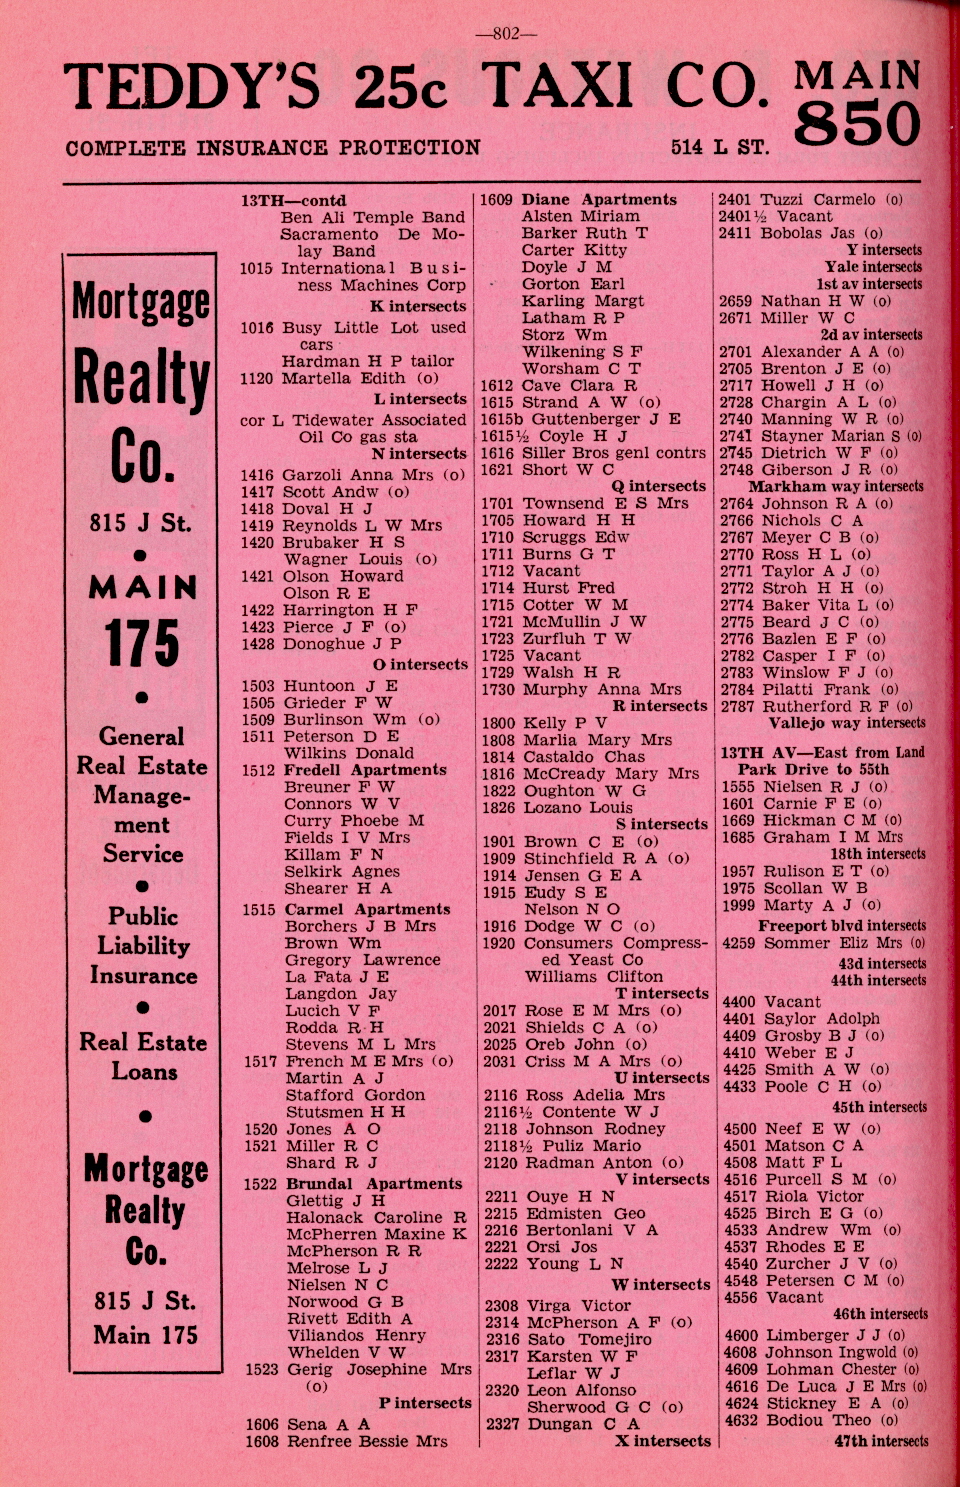 —802—
TEDDY'S 25c TAXI CO. MAIN 850
COMPLETE INSURANCE PROTECTION 514 L ST.
Mortgage
Realty
Co.
815 J St.
●
MAIN
175
●
General
Real Estate
Manage-
ment
Service
●
Public
Liability
Insurance
●
Real Estate
Loans
●
Mortgage
Realty
Co.
815 J St.
Main 175
13TH—contd
Ben Ali Temple Band
Sacramento De Mo-
lay Band
1015 International Busi-
ness Machines Corp
K intersects
1016 Busy Little Lot used
cars
Hardman H P tailor
1120 Martella Edith (o)
L intersects
cor L Tidewater Associated
Oil Co gas sta
N intersects
1416 Garzoli Anna Mrs (o)
1417 Scott Andw (o)
1418 Doval H J
1419 Reynolds L W Mrs
1420 Brubaker H S
Wagner Louis (o)
1421 Olson Howard
Olson R E
1422 Harrington H F
1423 Pierce J F (o)
1428 Donoghue J P
O intersects
1503 Huntoon J E
1505 Grieder F W
1509 Burlinson Wm (o)
1511 Peterson D E
Wilkins Donald
1512 Fredell Apartments
Breuner F W
Connors W V
Curry Phoebe M
Fields I V Mrs
Killam F N
Selkirk Agnes
Shearer H A
1515 Carmel Apartments
Borchers J B Mrs
Brown Wm
Gregory Lawrence
La Fata J E
Langdon Jay
Lucich V F
Rodda R H
Stevens M L Mrs
1517 French M E Mrs (o)
Martin A J
Stafford Gordon
Stutsmen H H
1520 Jones A O
1521 Miller R C
Shard R J
1522 Brundal Apartments
Glettig J H
Halonack Caroline R
McPherren Maxine K
McPherson R R
Melrose L J
Nielsen N C
Norwood G B
Rivett Edith A
Viliandos Henry
Whelden V W
1523 Gerig Josephine Mrs
(o)
P intersects
1606 Sena A A
1608 Renfree Bessie Mrs
1609 Diane Apartments
Alsten Miriam
Barker Ruth T
Carter Kitty
Doyle J M
Gorton Earl
Karling Margt
Latham R P
Storz Wm
Wilkening S F
Worsham C T
1612 Cave Clara R
1615 Strand A W (o)
1615b Guttenberger J E
1615½ Coyle H J
1616 Siller Bros genl contrs
1621 Short W C
Q intersects
1701 Townsend E S Mrs
1705 Howard H H
1710 Scruggs Edw
1711 Burns G T
1712 Vacant
1714 Hurst Fred
1715 Cotter W M
1721 McMullin J W
1723 Zurfluh T W
1725 Vacant
1729 Walsh H R
1730 Murphy Anna Mrs
R intersects
1800 Kelly P V
1808 Marlia Mary Mrs
1814 Castaldo Chas
1816 McCready Mary Mrs
1822 Oughton W G
1826 Lozano Louis
S intersects
1901 Brown C E (o)
1909 Stinchfield R A (o)
1914 Jensen G E A
1915 Eudy S E
Nelson N O
1916 Dodge W C (o)
1920 Consumers Compress-
ed Yeast Co
Williams Clifton
T intersects
2017 Rose E M Mrs (o)
2021 Shields C A (o)
2025 Oreb John (o)
2031 Criss M A Mrs (o)
U intersects
2116 Ross Adelia Mrs
2116½ Contente W J
2118 Johnson Rodney
2118½ Puliz Mario
2120 Radman Anton (o)
V intersects
2211 Ouye H N
2215 Edmisten Geo
2216 Bertonlani V A
2221 Orsi Jos
2222 Young L N
W intersects
2308 Virga Victor
2314 McPherson A F (o)
2316 Sato Tomejiro
2317 Karsten W F
Leflar W J
2320 Leon Alfonso
Sherwood G C (o)
2327 Dungan C A
X intersects
2401 Tuzzi Carmelo (o)
2401½ Vacant
2411 Bobolas Jas (o)
Y intersects
Yale intersects
1st av intersects
2659 Nathan H W (o)
2671 Miller W C
2d av intersects
2701 Alexander A A (o)
2705 Brenton J E (o)
2717 Howell J H (o)
2728 Chargin A L (o)
2740 Manning W R (o)
2741 Stayner Marian S (o)
2745 Dietrich W F (o)
2748 Giberson J R (o)
Markham way intersects
2764 Johnson R A (o)
2766 Nichols C A
2767 Meyer C B (o)
2770 Ross H L (o)
2771 Taylor A J (o)
2772 Stroh H H (o)
2774 Baker Vita L (o)
2775 Beard J C (o)
2776 Bazlen E F (o)
2782 Casper I F (o)
2783 Winslow F J (o)
2784 Pilatti Frank (o)
2787 Rutherford R F (o)
Vallejo way intersects
13TH AV—East from Land
Park Drive to 55th
1555 Nielsen R J (o)
1601 Carnie F E (o)
1669 Hickman C M (o)
1685 Graham I M Mrs
18th intersects
1957 Rulison E T (o)
1975 Scollan W B
1999 Marty A J (o)
Freeport blvd intersects
4259 Sommer Eliz Mrs (o)
43d intersects
44th intersects
4400 Vacant
4401 Saylor Adolph
4409 Grosby B J (o)
4410 Weber E J
4425 Smith A W (o)
4433 Poole C H (o)
45th intersects
4500 Neef E W (o)
4501 Matson C A
4508 Matt F L
4516 Purcell S M (o)
4517 Riola Victor
4525 Birch E G (o)
4533 Andrew Wm (o)
4537 Rhodes E E
4540 Zurcher J V (o)
4548 Petersen C M (o)
4556 Vacant
46th intersects
4600 Limberger J J (o)
4608 Johnson Ingwold (o)
4609 Lohman Chester (o)
4616 De Luca J E Mrs (o)
4624 Stickney E A (o)
4632 Bodiou Theo (o)
47th intersects